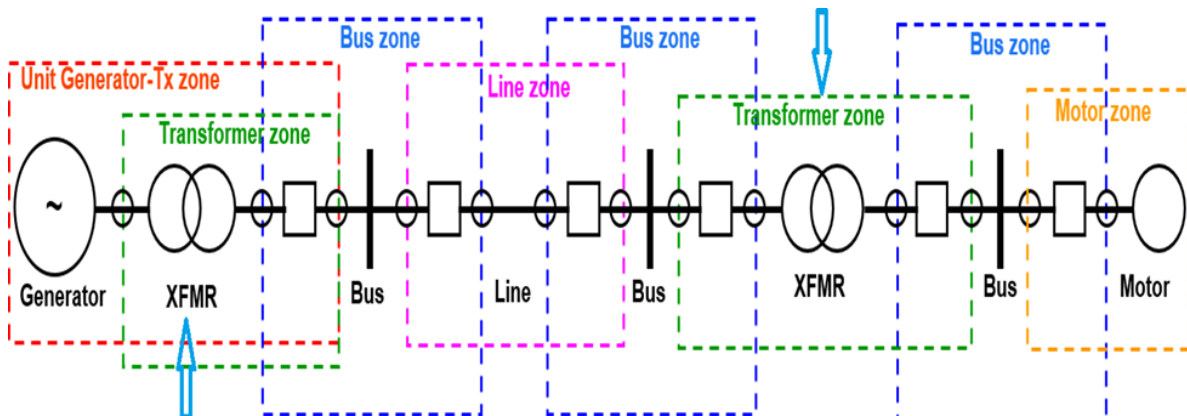 Bus zone
Bus zone
Bus zone
Unit Generator-Tx zone
Line zone
Transformer zone
Motor zone
Transformer zone
~
Generator
XFMR
Bus
Line
Bus
XFMR
Bus
Motor